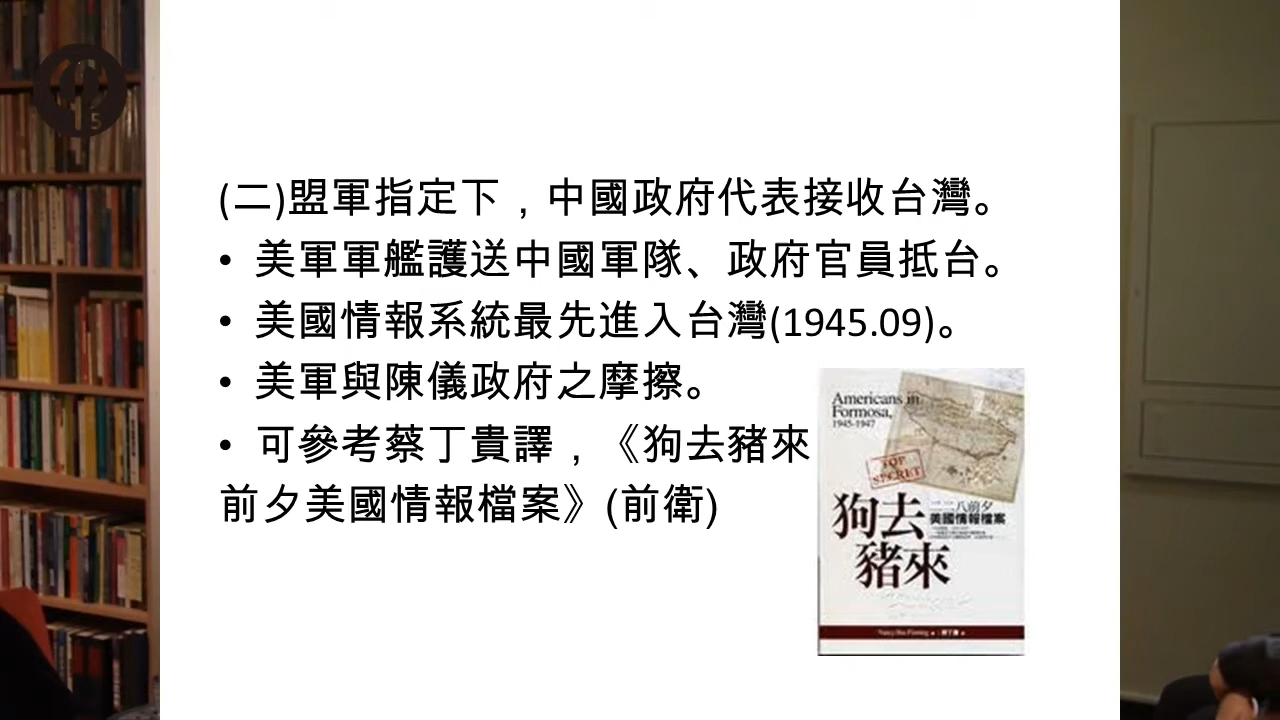 (二)盟軍指定下，中國政府代表接收台灣。
• 美軍軍艦護送中國軍隊、政府官員抵台。
• 美國情報系統最先進入台灣(1945.09)。
• 美軍與陳儀政府之摩擦。
• 可參考蔡丁貴譯，《狗去豬來
前夕美國情報檔案》(前衛)
Americans in
Formosa,
1945-1947
TOP
SECRET
狗去
豬來
二二八前夕
美國情報檔案
15